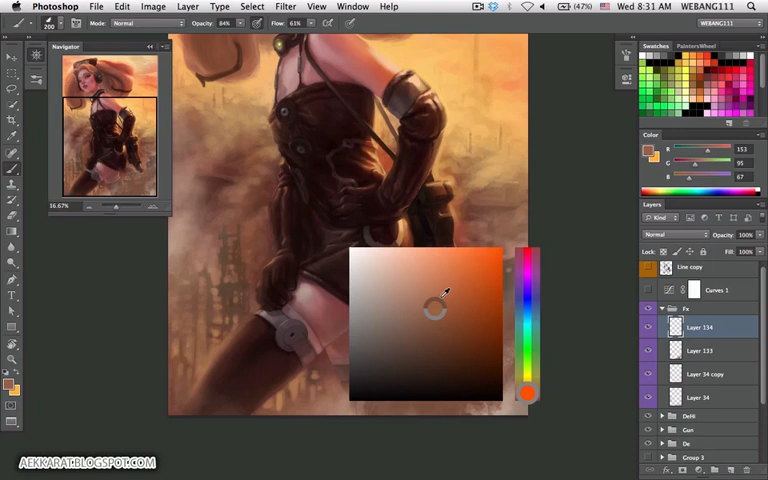 Photoshop File Edit Image Layer Type Select Filter View Window Help (47%) Wed 8:31 AM WEBANG111
200 Mode: Normal Opacity: 84% Flow: 61% WEBANG111
Navigator
16.67%
Swatches PaintersWheel
Color
R 153
G 95
B 67
Layers
Kind
Normal Opacity: 100%
Lock: Fill: 100%
Line copy
Curves 1
Fx
Layer 134
Layer 133
Layer 34 copy
Layer 34
DeHi
Gun
De
Group 3
AEKKARAT.BLOGSPOT.COM